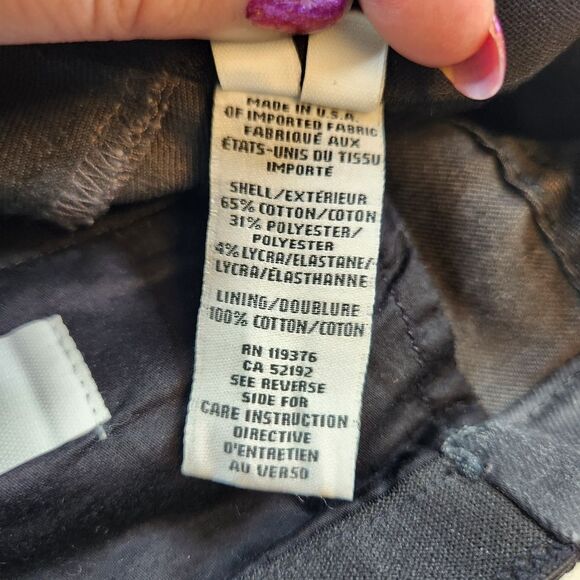 MADE IN U.S.A.
OF IMPORTED FABRIC
FABRIQUÉ AUX
ÉTATS-UNIS DU TISSU
IMPORTÉ
SHELL/EXTÉRIEUR
65% COTTON/COTON
31% POLYESTER/
POLYESTER
4% LYCRA/ELASTANE/
LYCRA/ÉLASTHANNE
LINING/DOUBLURE
100% COTTON/COTON
RN 119376
CA 52192
SEE REVERSE
SIDE FOR
CARE INSTRUCTION
DIRECTIVE
D'ENTRETIEN
AU VERSO